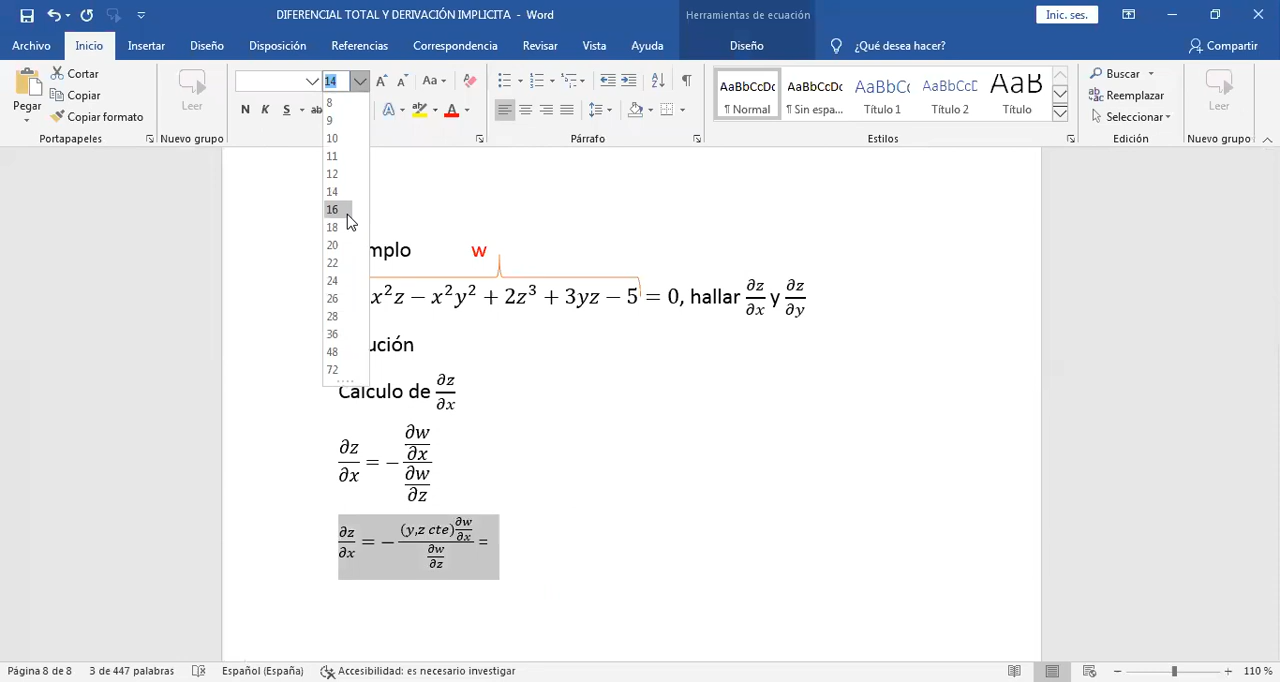 DIFERENCIAL TOTAL Y DERIVACIÓN IMPLICITA - Word
Herramientas de ecuación
Inic. ses.
Archivo Inicio Insertar Diseño Disposición Referencias Correspondencia Revisar Vista Ayuda Diseño ¿Qué desea hacer? Compartir
Pegar
Cortar
Copiar
Copiar formato
Portapapeles
Leer
Nuevo grupo
14
Aa
N K S ab
A A
8
9
10
11
12
14
16
18
20
22
24
26
28
36
48
72
Párrafo
AaBbCcDc AaBbCcDc AaBbC( AaBbCcD AaB
¶ Normal ¶ Sin espa... Título 1 Título 2 Título
Estilos
Buscar
Reemplazar
Seleccionar
Edición
Leer
Nuevo grupo
mplo w
x²z − x²y² + 2z³ + 3yz − 5 = 0, hallar ∂z/∂x y ∂z/∂y
ución
Calculo de ∂z/∂x
∂z/∂x = − (∂w/∂x)/(∂w/∂z)
∂z/∂x = − ((y,z cte) ∂w/∂x)/(∂w/∂z) =
Página 8 de 8 3 de 447 palabras Español (España) Accesibilidad: es necesario investigar 110 %